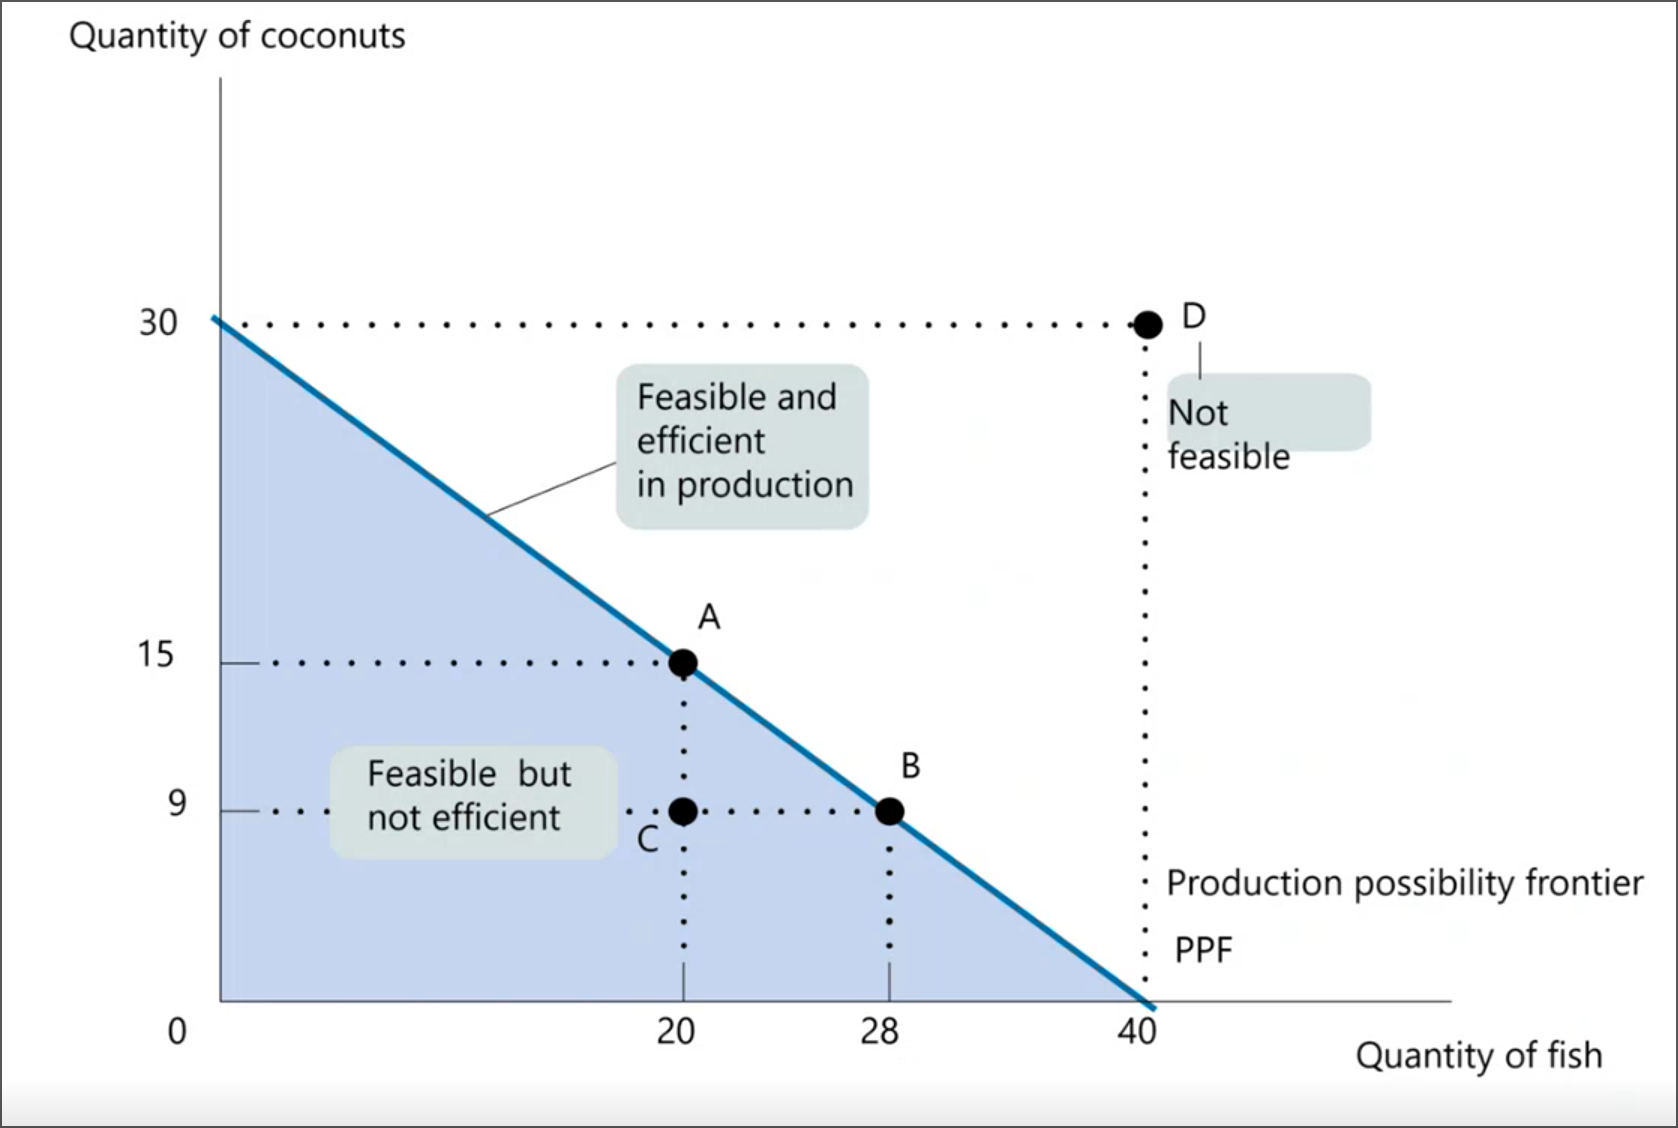 Quantity of coconuts
30
D
Feasible and
efficient
in production
Not
feasible
A
15
B
Feasible but
not efficient
9
C
Production possibility frontier
PPF
0
20
28
40
Quantity of fish